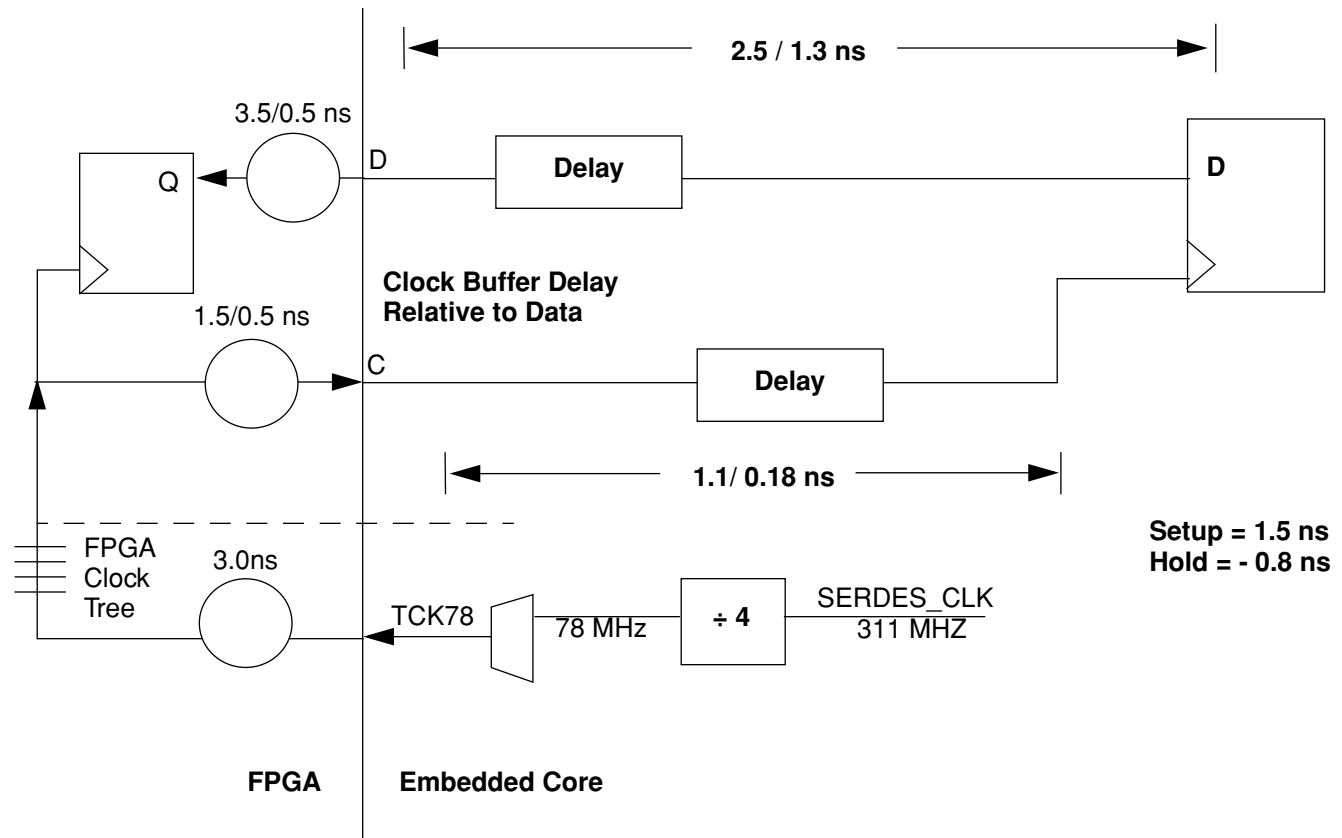 2.5 / 1.3 ns
3.5/0.5 ns
D
Delay
D
Q
Clock Buffer Delay
Relative to Data
1.5/0.5 ns
C
Delay
1.1/ 0.18 ns
Setup = 1.5 ns
Hold = - 0.8 ns
FPGA
Clock
Tree
3.0ns
TCK78
78 MHz
÷ 4
SERDES_CLK
311 MHZ
FPGA
Embedded Core